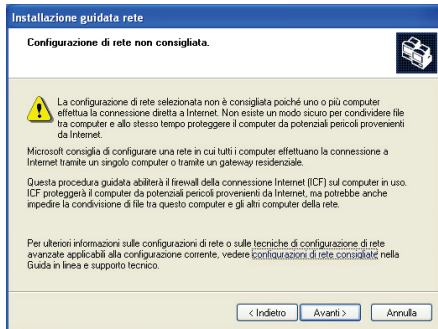 Installazione guidata rete
Configurazione di rete non consigliata.
La configurazione di rete selezionata non è consigliata poiché uno o più computer
effettua la connessione diretta a Internet. Non esiste un modo sicuro per condividere file
tra computer e allo stesso tempo proteggere il computer da potenziali pericoli provenienti
da Internet.
Microsoft consiglia di configurare una rete in cui tutti i computer effettuano la connessione a
Internet tramite un singolo computer o tramite un gateway residenziale.
Questa procedura guidata abiliterà il firewall della connessione Internet (ICF) sul computer in uso.
ICF proteggerà il computer da potenziali pericoli provenienti da Internet, ma potrebbe anche
impedire la condivisione di file tra questo computer e gli altri computer della rete.
Per ulteriori informazioni sulle configurazioni di rete o sulle tecniche di configurazione di rete
avanzate applicabili alla configurazione corrente, vedere configurazioni di rete consigliate nella
Guida in linea e supporto tecnico.
< Indietro Avanti > Annulla